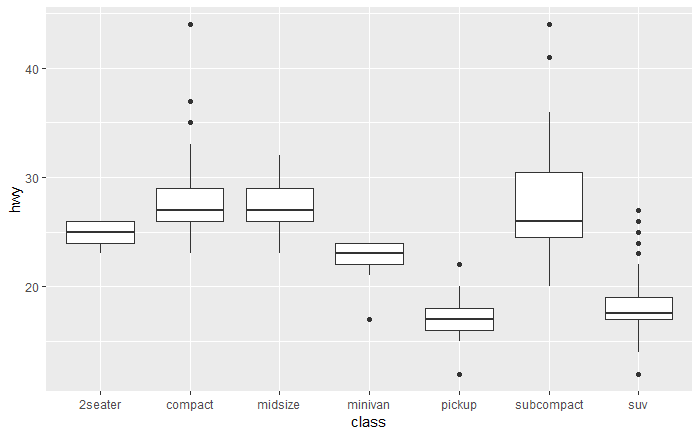 hwy
40
30
20
2seater compact midsize minivan pickup subcompact suv
class